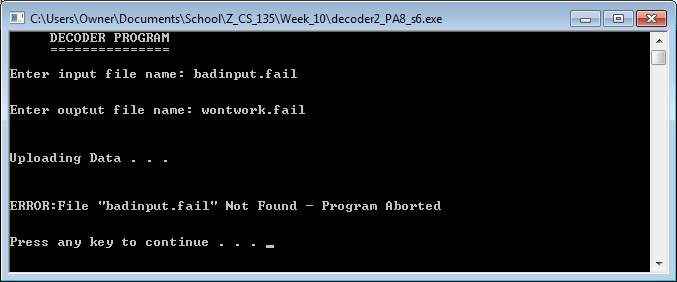 C:\Users\Owner\Documents\School\Z_CS_135\Week_10\decoder2_PA8_s6.exe
DECODER PROGRAM
===============
Enter input file name: badinput.fail
Enter ouptut file name: wontwork.fail
Uploading Data . . .
ERROR:File "badinput.fail" Not Found - Program Aborted
Press any key to continue . . . _